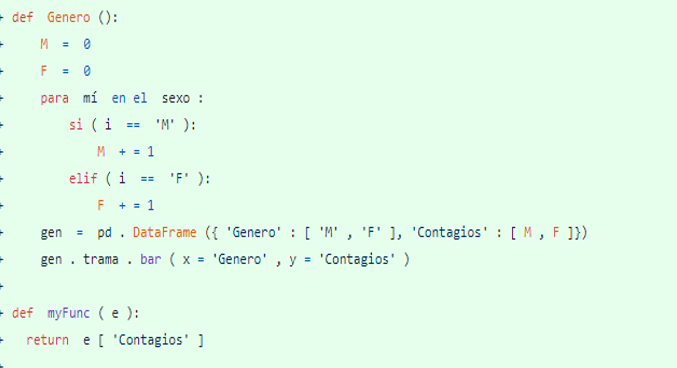 + def Genero ():
+ M = 0
+ F = 0
+ para mí en el sexo :
+ si ( i == 'M' ):
+ M + = 1
+ elif ( i == 'F' ):
+ F + = 1
+ gen = pd . DataFrame ({ 'Genero' : [ 'M' , 'F' ], 'Contagios' : [ M , F ]})
+ gen . trama . bar ( x = 'Genero' , y = 'Contagios' )
+
+ def myFunc ( e ):
+ return e [ 'Contagios' ]
+